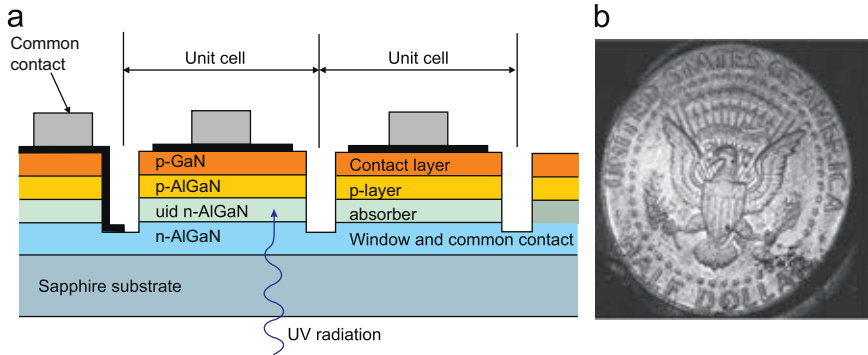 a
Common
contact
Unit cell
Unit cell
p-GaN
Contact layer
p-AlGaN
p-layer
uid n-AlGaN
absorber
n-AlGaN
Window and common contact
Sapphire substrate
UV radiation
b
UNITED STATES OF AMERICA
HALF DOLLAR